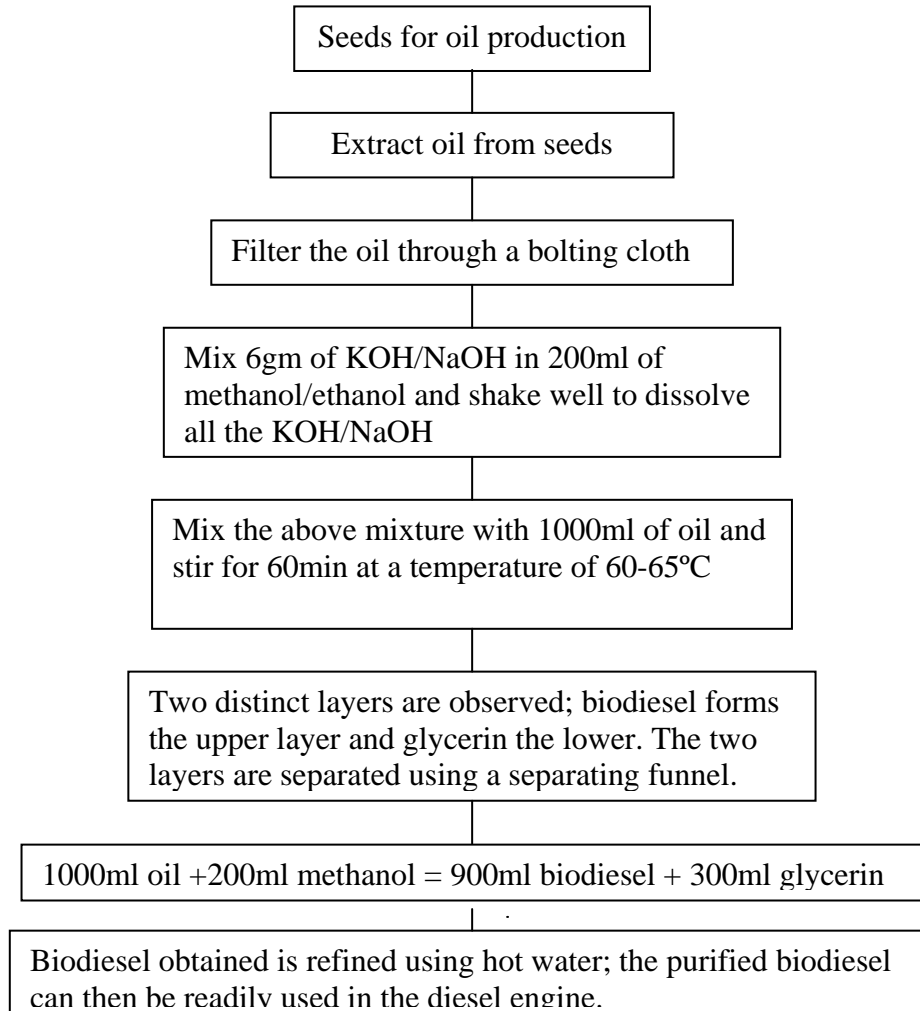 Seeds for oil production
Extract oil from seeds
Filter the oil through a bolting cloth
Mix 6gm of KOH/NaOH in 200ml of
methanol/ethanol and shake well to dissolve
all the KOH/NaOH
Mix the above mixture with 1000ml of oil and
stir for 60min at a temperature of 60-65ºC
Two distinct layers are observed; biodiesel forms
the upper layer and glycerin the lower. The two
layers are separated using a separating funnel.
1000ml oil +200ml methanol = 900ml biodiesel + 300ml glycerin
Biodiesel obtained is refined using hot water; the purified biodiesel
can then be readily used in the diesel engine.